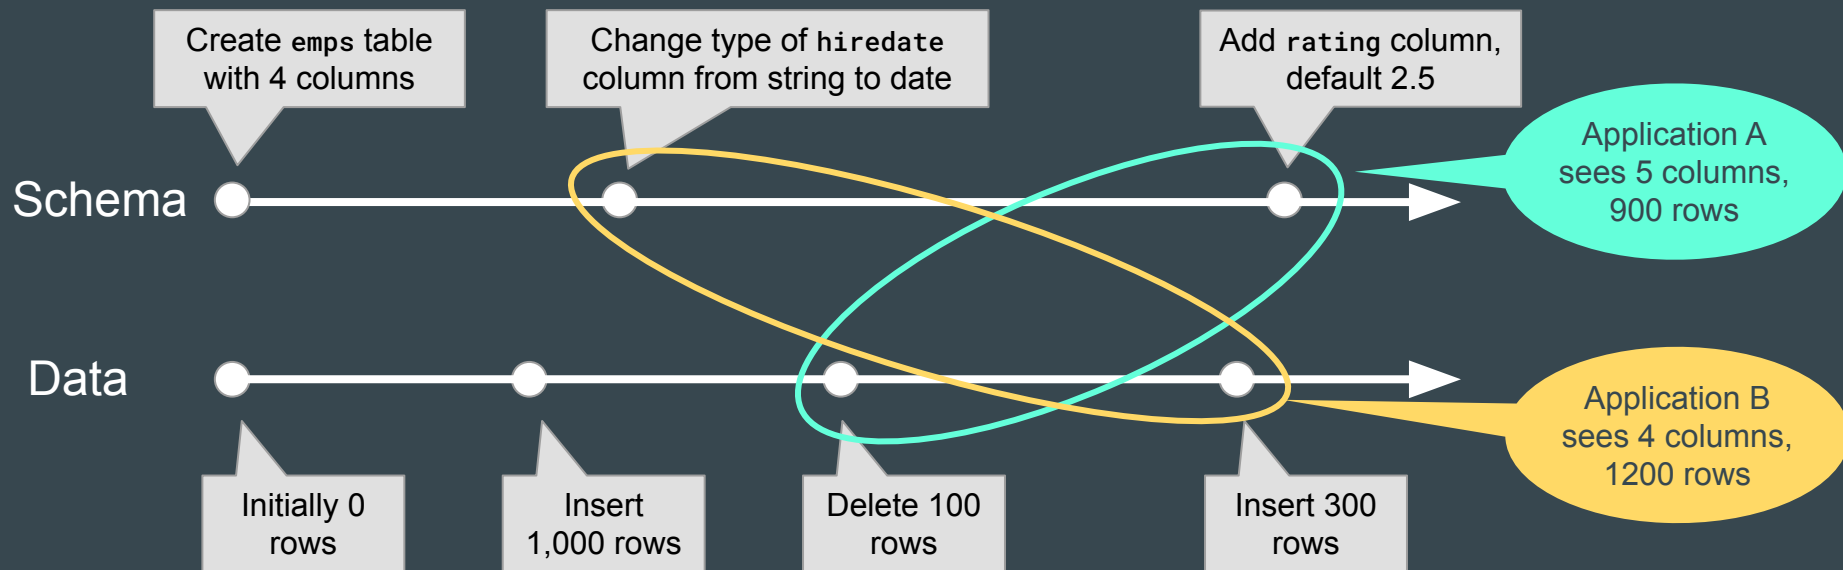 Create emps table
with 4 columns
Change type of hiredate
column from string to date
Add rating column,
default 2.5
Application A
sees 5 columns,
900 rows
Schema
Data
Application B
sees 4 columns,
1200 rows
Initially 0
rows
Insert
1,000 rows
Delete 100
rows
Insert 300
rows